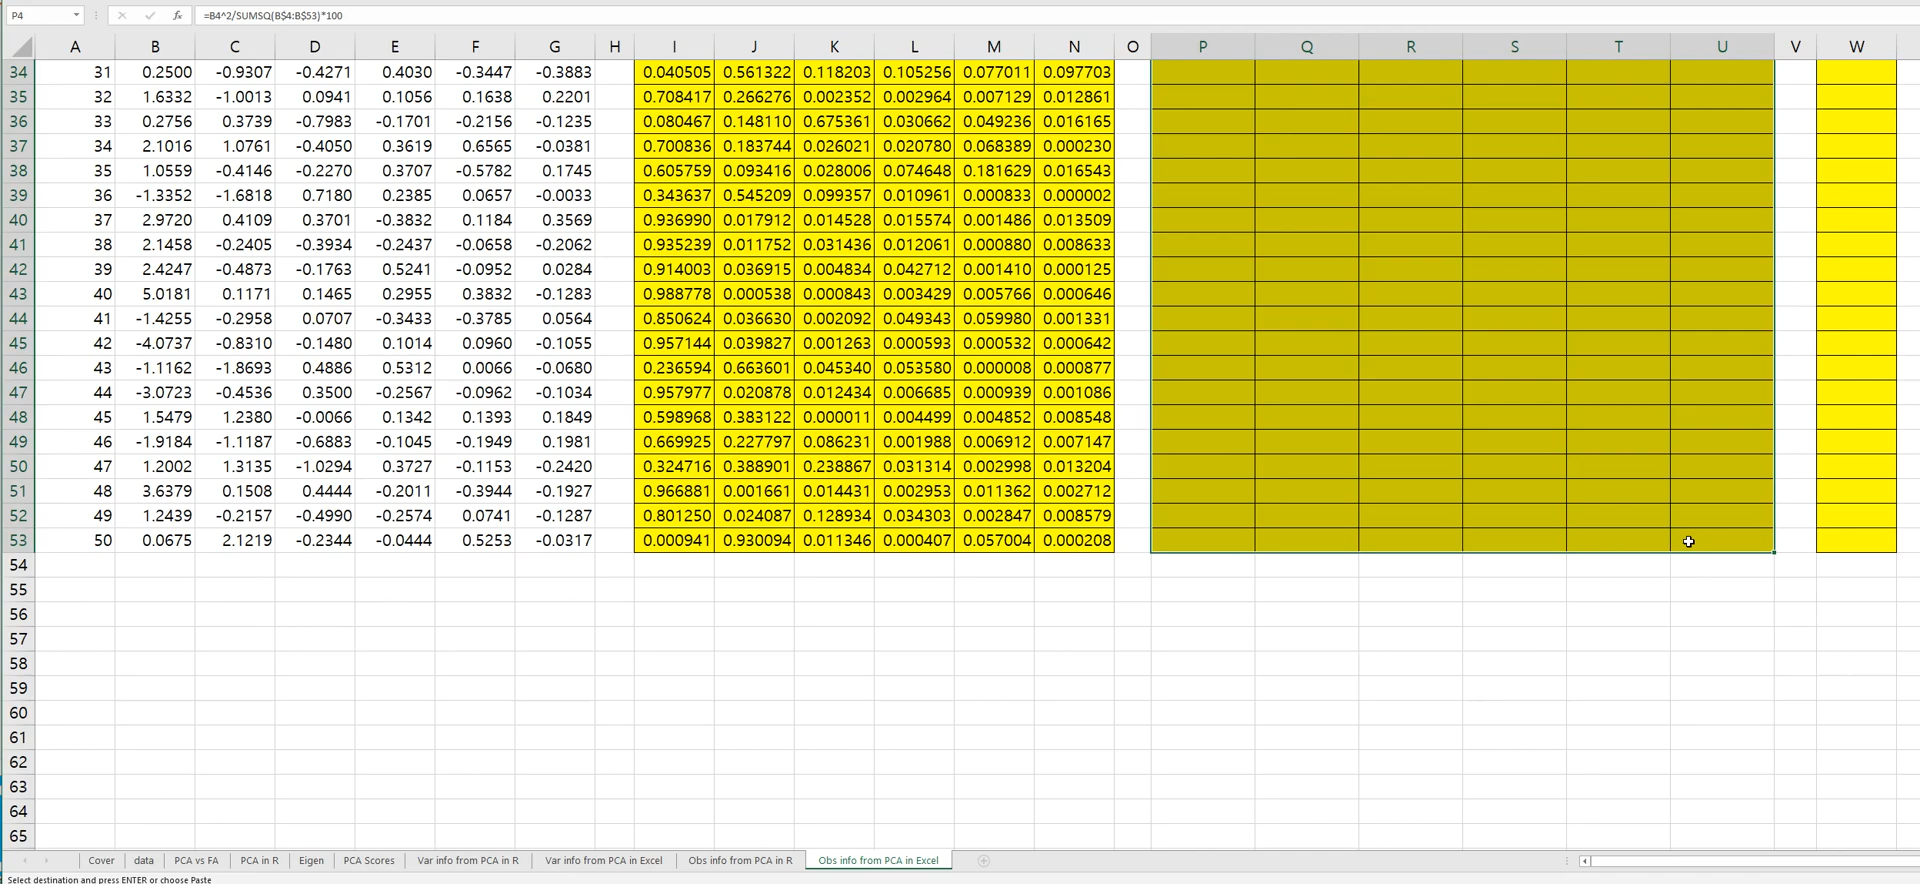 P4 fx =B4^2/SUMSQ(B$4:B$53)*100
A B C D E F G H I J K L M N O P Q R S T U V W
34 31 0.2500 -0.9307 -0.4271 0.4030 -0.3447 -0.3883 0.040505 0.561322 0.118203 0.105256 0.077011 0.097703
35 32 1.6332 -1.0013 0.0941 0.1056 0.1638 0.2201 0.708417 0.266276 0.002352 0.002964 0.007129 0.012861
36 33 0.2756 0.3739 -0.7983 -0.1701 -0.2156 -0.1235 0.080467 0.148110 0.675361 0.030662 0.049236 0.016165
37 34 2.1016 1.0761 -0.4050 0.3619 0.6565 -0.0381 0.700836 0.183744 0.026021 0.020780 0.068389 0.000230
38 35 1.0559 -0.4146 -0.2270 0.3707 -0.5782 0.1745 0.605759 0.093416 0.028006 0.074648 0.181629 0.016543
39 36 -1.3352 -1.6818 0.7180 0.2385 0.0657 -0.0033 0.343637 0.545209 0.099357 0.010961 0.000833 0.000002
40 37 2.9720 0.4109 0.3701 -0.3832 0.1184 0.3569 0.936990 0.017912 0.014528 0.015574 0.001486 0.013509
41 38 2.1458 -0.2405 -0.3934 -0.2437 -0.0658 -0.2062 0.935239 0.011752 0.031436 0.012061 0.000880 0.008633
42 39 2.4247 -0.4873 -0.1763 0.5241 -0.0952 0.0284 0.914003 0.036915 0.004834 0.042712 0.001410 0.000125
43 40 5.0181 0.1171 0.1465 0.2955 0.3832 -0.1283 0.988778 0.000538 0.000843 0.003429 0.005766 0.000646
44 41 -1.4255 -0.2958 0.0707 -0.3433 -0.3785 0.0564 0.850624 0.036630 0.002092 0.049343 0.059980 0.001331
45 42 -4.0737 -0.8310 -0.1480 0.1014 0.0960 -0.1055 0.957144 0.039827 0.001263 0.000593 0.000532 0.000642
46 43 -1.1162 -1.8693 0.4886 0.5312 0.0066 -0.0680 0.236594 0.663601 0.045340 0.053580 0.000008 0.000877
47 44 -3.0723 -0.4536 0.3500 -0.2567 -0.0962 -0.1034 0.957977 0.020878 0.012434 0.006685 0.000939 0.001086
48 45 1.5479 1.2380 -0.0066 0.1342 0.1393 0.1849 0.598968 0.383122 0.000011 0.004499 0.004852 0.008548
49 46 -1.9184 -1.1187 -0.6883 -0.1045 -0.1949 0.1981 0.669925 0.227797 0.086231 0.001988 0.006912 0.007147
50 47 1.2002 1.3135 -1.0294 0.3727 -0.1153 -0.2420 0.324716 0.388901 0.238867 0.031314 0.002998 0.013204
51 48 3.6379 0.1508 0.4444 -0.2011 -0.3944 -0.1927 0.966881 0.001661 0.014431 0.002953 0.011362 0.002712
52 49 1.2439 -0.2157 -0.4990 -0.2574 0.0741 -0.1287 0.801250 0.024087 0.128934 0.034303 0.002847 0.008579
53 50 0.0675 2.1219 -0.2344 -0.0444 0.5253 -0.0317 0.000941 0.930094 0.011346 0.000407 0.057004 0.000208
54
55
56
57
58
59
60
61
62
63
64
65
Cover data PCA vs FA PCA in R Eigen PCA Scores Var info from PCA in R Var info from PCA in Excel Obs info from PCA in R Obs info from PCA in Excel
Select destination and press ENTER or choose Paste